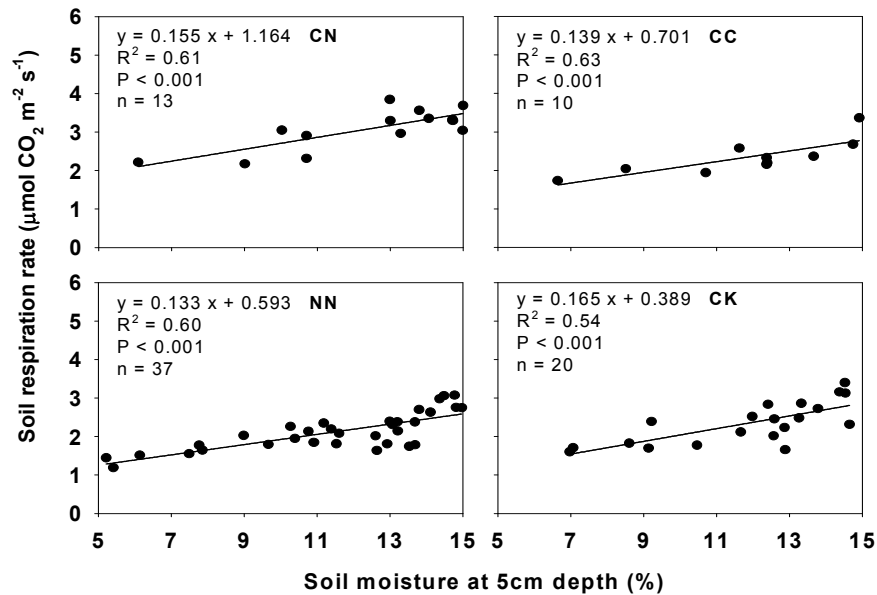 Soil respiration rate (μmol CO₂ m⁻² s⁻¹)
6
5
4
3
2
1
0
y = 0.155 x + 1.164 CN
R² = 0.61
P < 0.001
n = 13
y = 0.139 x + 0.701 CC
R² = 0.63
P < 0.001
n = 10
6
5
4
3
2
1
0
y = 0.133 x + 0.593 NN
R² = 0.60
P < 0.001
n = 37
y = 0.165 x + 0.389 CK
R² = 0.54
P < 0.001
n = 20
5 7 9 11 13 15 7 9 11 13 15
Soil moisture at 5cm depth (%)